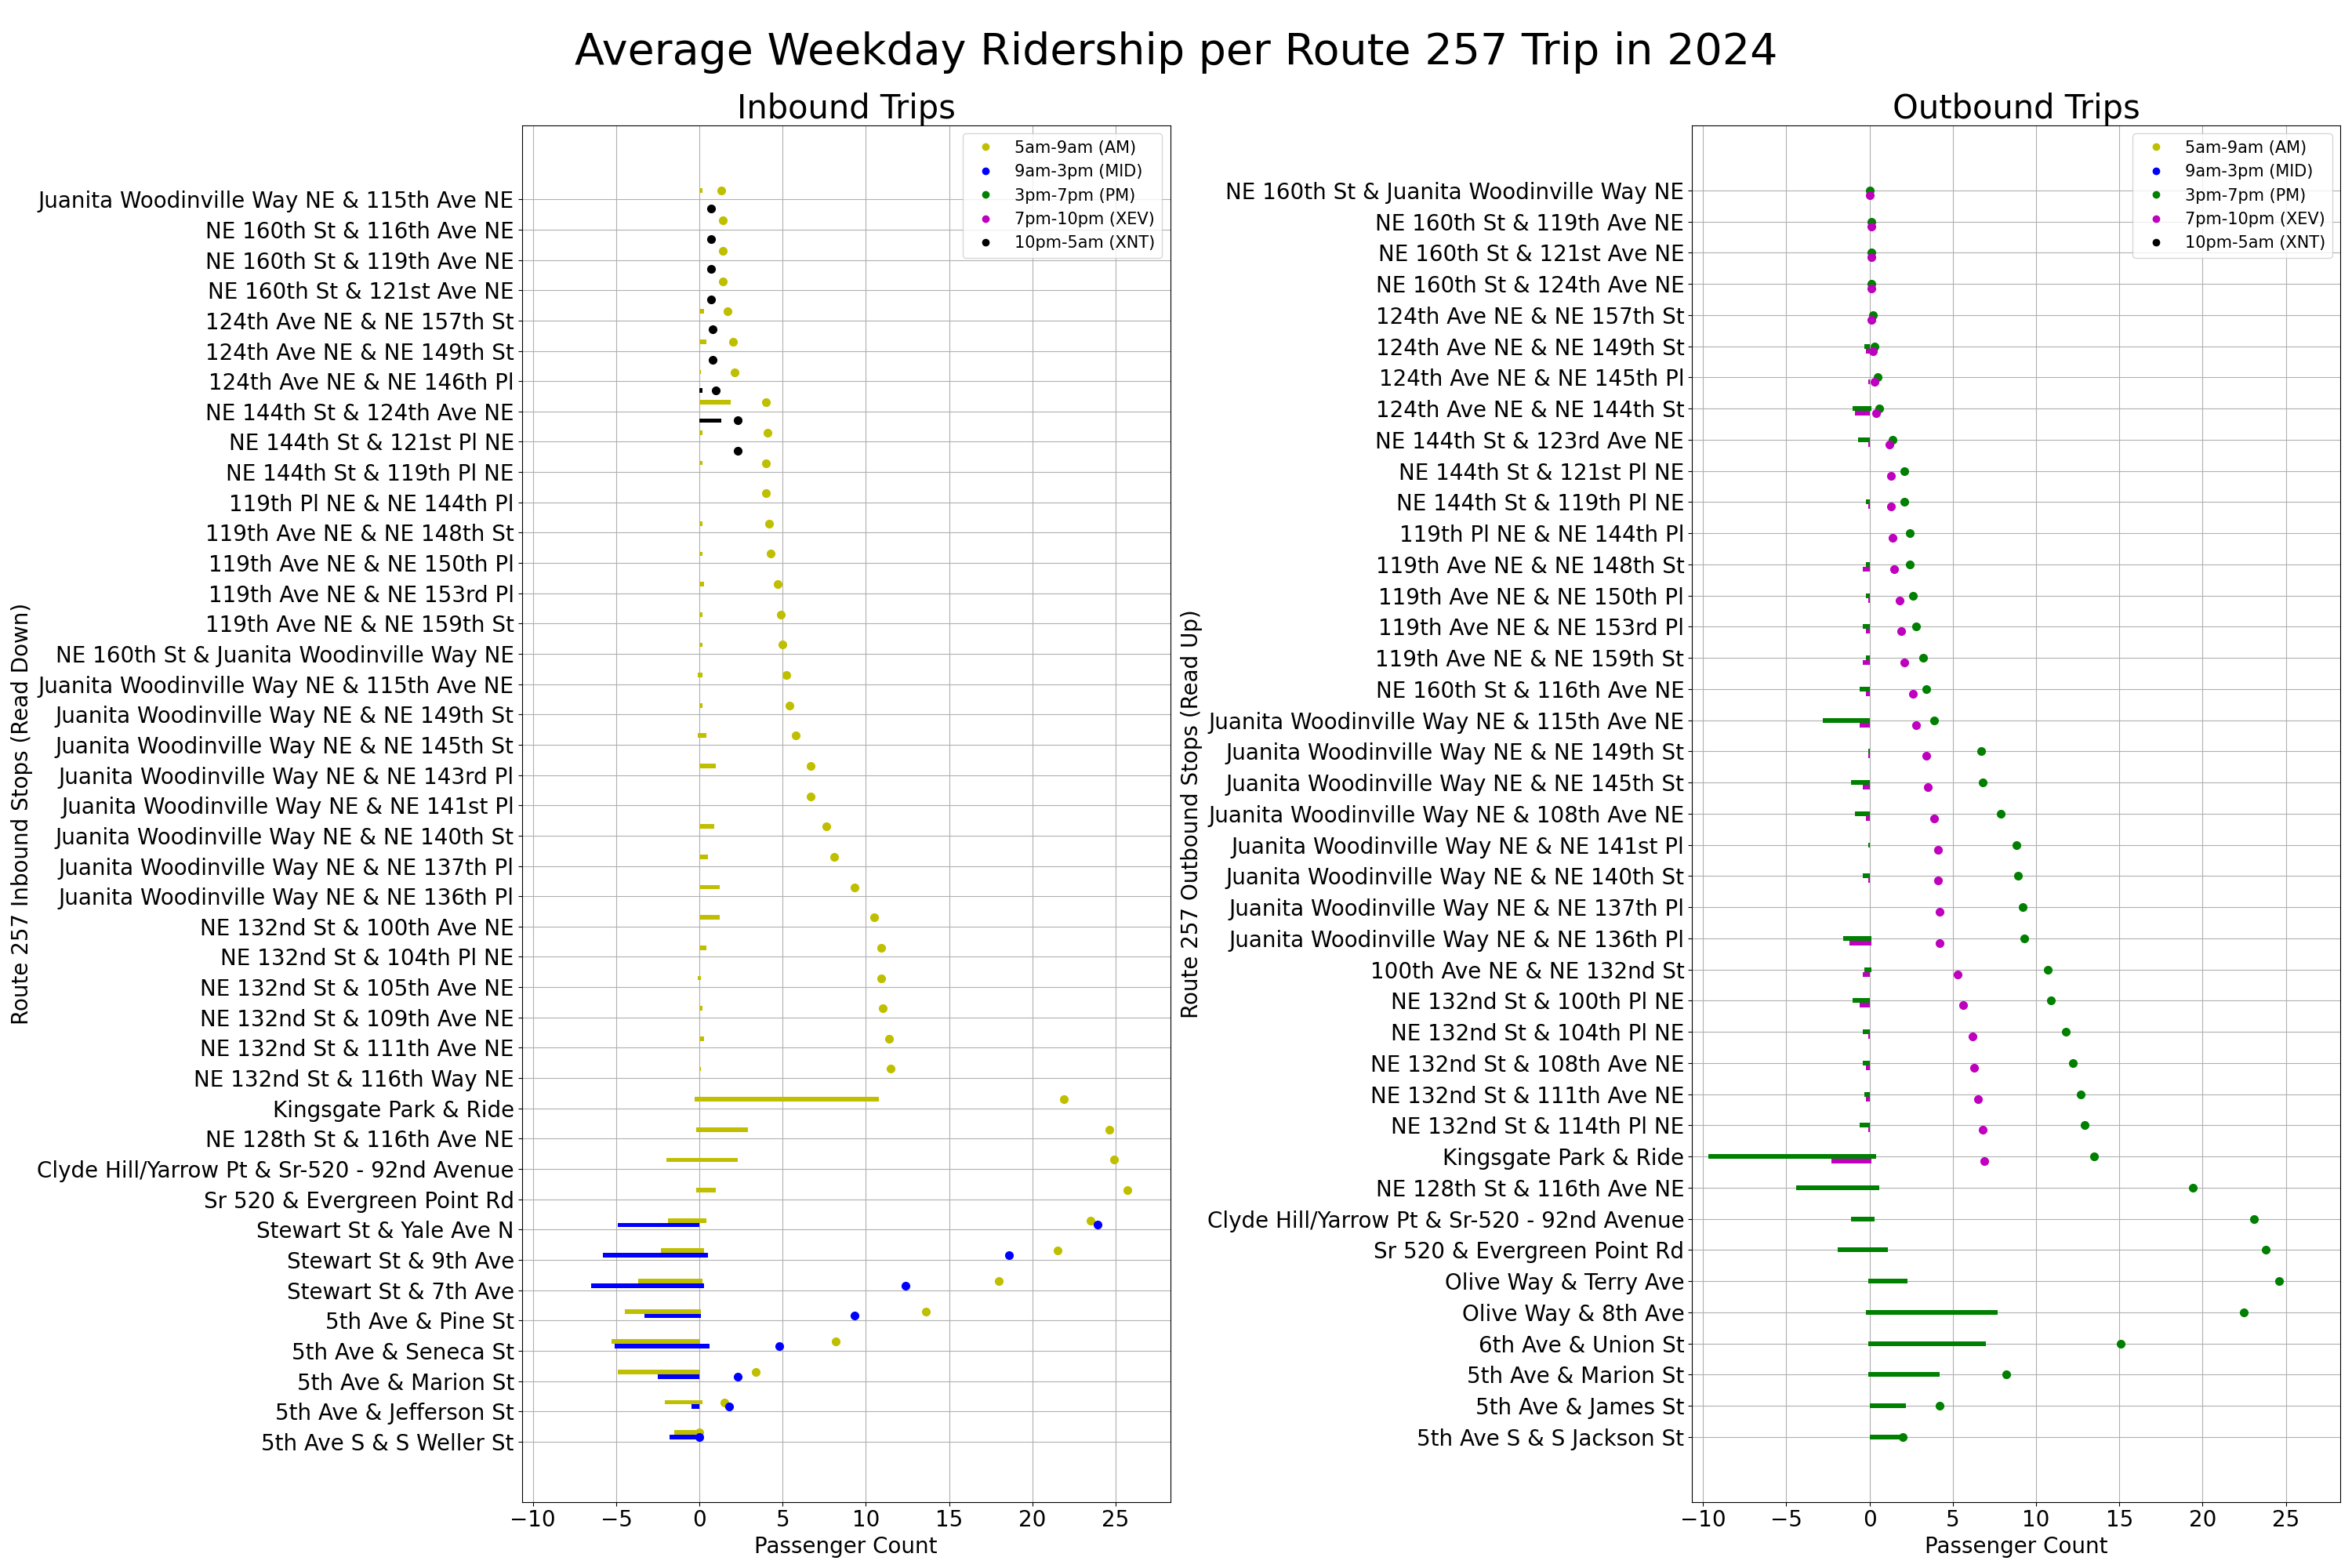 Average Weekday Ridership per Route 257 Trip in 2024
Inbound Trips
5am-9am (AM)
9am-3pm (MID)
3pm-7pm (PM)
7pm-10pm (XEV)
10pm-5am (XNT)
Route 257 Inbound Stops (Read Down)
Juanita Woodinville Way NE & 115th Ave NE
NE 160th St & 116th Ave NE
NE 160th St & 119th Ave NE
NE 160th St & 121st Ave NE
124th Ave NE & NE 157th St
124th Ave NE & NE 149th St
124th Ave NE & NE 146th Pl
NE 144th St & 124th Ave NE
NE 144th St & 121st Pl NE
NE 144th St & 119th Pl NE
119th Pl NE & NE 144th Pl
119th Ave NE & NE 148th St
119th Ave NE & NE 150th Pl
119th Ave NE & NE 153rd Pl
119th Ave NE & NE 159th St
NE 160th St & Juanita Woodinville Way NE
Juanita Woodinville Way NE & 115th Ave NE
Juanita Woodinville Way NE & NE 149th St
Juanita Woodinville Way NE & NE 145th St
Juanita Woodinville Way NE & NE 143rd Pl
Juanita Woodinville Way NE & NE 141st Pl
Juanita Woodinville Way NE & NE 140th St
Juanita Woodinville Way NE & NE 137th Pl
Juanita Woodinville Way NE & NE 136th Pl
NE 132nd St & 100th Ave NE
NE 132nd St & 104th Pl NE
NE 132nd St & 105th Ave NE
NE 132nd St & 109th Ave NE
NE 132nd St & 111th Ave NE
NE 132nd St & 116th Way NE
Kingsgate Park & Ride
NE 128th St & 116th Ave NE
Clyde Hill/Yarrow Pt & Sr-520 - 92nd Avenue
Sr 520 & Evergreen Point Rd
Stewart St & Yale Ave N
Stewart St & 9th Ave
Stewart St & 7th Ave
5th Ave & Pine St
5th Ave & Seneca St
5th Ave & Marion St
5th Ave & Jefferson St
5th Ave S & S Weller St
−10 −5 0 5 10 15 20 25
Passenger Count
Outbound Trips
5am-9am (AM)
9am-3pm (MID)
3pm-7pm (PM)
7pm-10pm (XEV)
10pm-5am (XNT)
Route 257 Outbound Stops (Read Up)
NE 160th St & Juanita Woodinville Way NE
NE 160th St & 119th Ave NE
NE 160th St & 121st Ave NE
NE 160th St & 124th Ave NE
124th Ave NE & NE 157th St
124th Ave NE & NE 149th St
124th Ave NE & NE 145th Pl
124th Ave NE & NE 144th St
NE 144th St & 123rd Ave NE
NE 144th St & 121st Pl NE
NE 144th St & 119th Pl NE
119th Pl NE & NE 144th Pl
119th Ave NE & NE 148th St
119th Ave NE & NE 150th Pl
119th Ave NE & NE 153rd Pl
119th Ave NE & NE 159th St
NE 160th St & 116th Ave NE
Juanita Woodinville Way NE & 115th Ave NE
Juanita Woodinville Way NE & NE 149th St
Juanita Woodinville Way NE & NE 145th St
Juanita Woodinville Way NE & 108th Ave NE
Juanita Woodinville Way NE & NE 141st Pl
Juanita Woodinville Way NE & NE 140th St
Juanita Woodinville Way NE & NE 137th Pl
Juanita Woodinville Way NE & NE 136th Pl
100th Ave NE & NE 132nd St
NE 132nd St & 100th Pl NE
NE 132nd St & 104th Pl NE
NE 132nd St & 108th Ave NE
NE 132nd St & 111th Ave NE
NE 132nd St & 114th Pl NE
Kingsgate Park & Ride
NE 128th St & 116th Ave NE
Clyde Hill/Yarrow Pt & Sr-520 - 92nd Avenue
Sr 520 & Evergreen Point Rd
Olive Way & Terry Ave
Olive Way & 8th Ave
6th Ave & Union St
5th Ave & Marion St
5th Ave & James St
5th Ave S & S Jackson St
−10 −5 0 5 10 15 20 25
Passenger Count